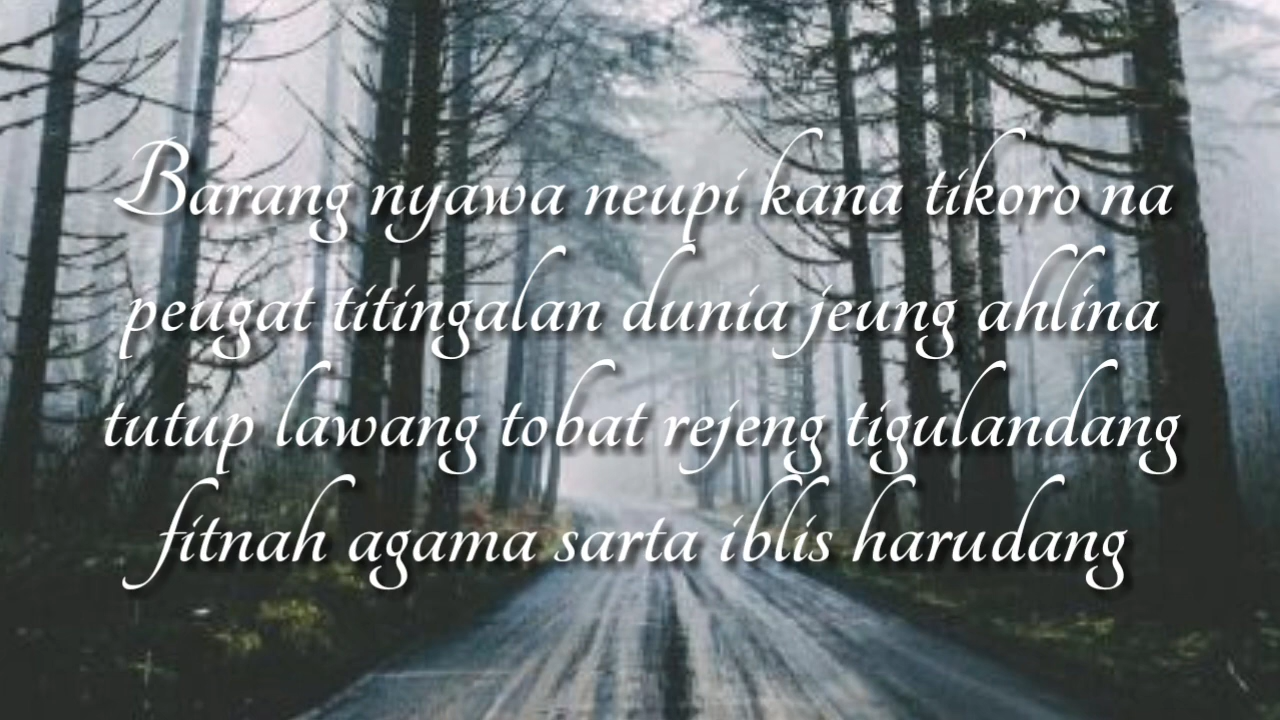 Barang nyawa neupi kana tikoro na
peugat titingalan dunia jeung ahlina
tutup lawang tobat rejeng tigulandang
fitnah agama sarta iblis harudang